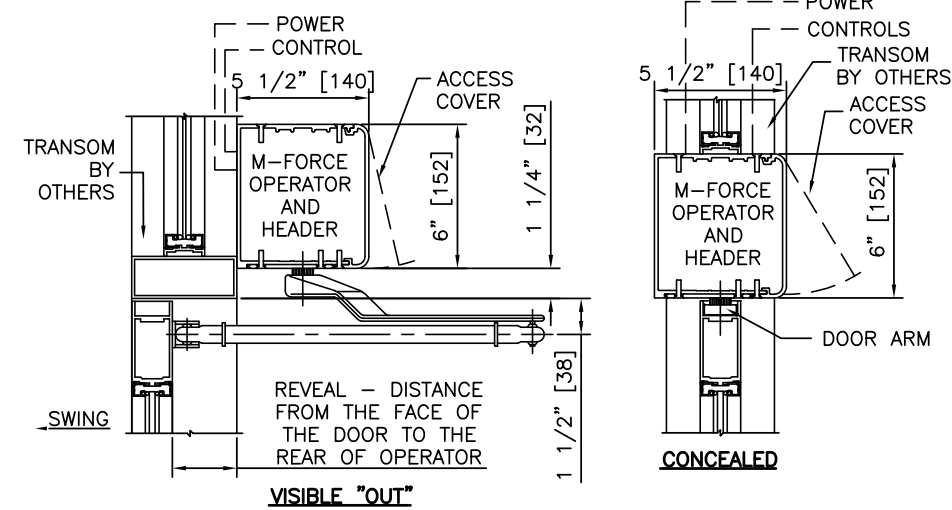 POWER
CONTROL
5 1/2" [140]
ACCESS
COVER
TRANSOM
BY
OTHERS
M-FORCE
OPERATOR
AND
HEADER
6" [152]
1 1/4" [32]
1 1/2" [38]
REVEAL - DISTANCE
FROM THE FACE OF
THE DOOR TO THE
REAR OF OPERATOR
SWING
VISIBLE "OUT"
POWER
CONTROLS
TRANSOM
BY OTHERS
5 1/2" [140]
ACCESS
COVER
M-FORCE
OPERATOR
AND
HEADER
6" [152]
DOOR ARM
CONCEALED